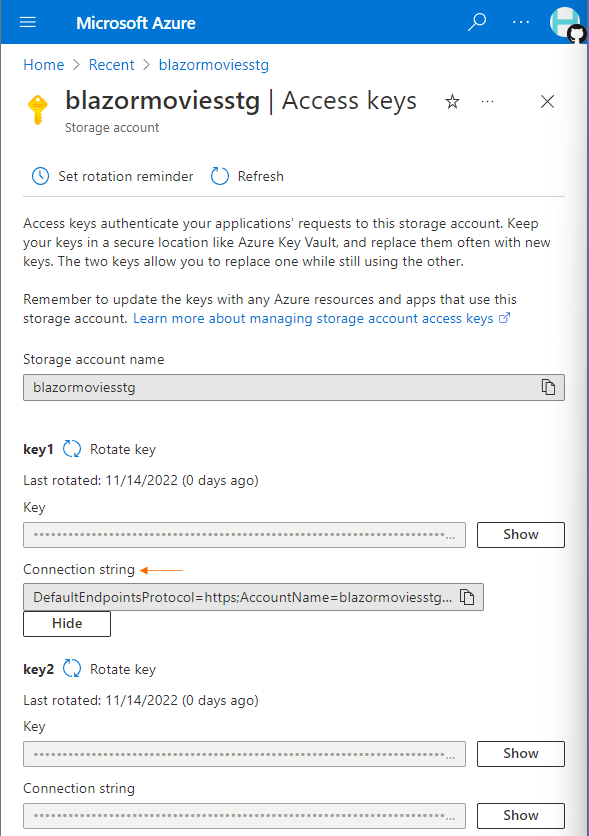 Microsoft Azure
Home > Recent > blazormoviesstg
blazormoviesstg | Access keys
Storage account
Set rotation reminder Refresh
Access keys authenticate your applications’ requests to this storage account. Keep
your keys in a secure location like Azure Key Vault, and replace them often with new
keys. The two keys allow you to replace one while still using the other.
Remember to update the keys with any Azure resources and apps that use this
storage account. Learn more about managing storage account access keys
Storage account name
blazormoviesstg
key1 Rotate key
Last rotated: 11/14/2022 (0 days ago)
Key
Show
Connection string
DefaultEndpointsProtocol=https;AccountName=blazormoviesstg...
Hide
key2 Rotate key
Last rotated: 11/14/2022 (0 days ago)
Key
Show
Connection string
Show